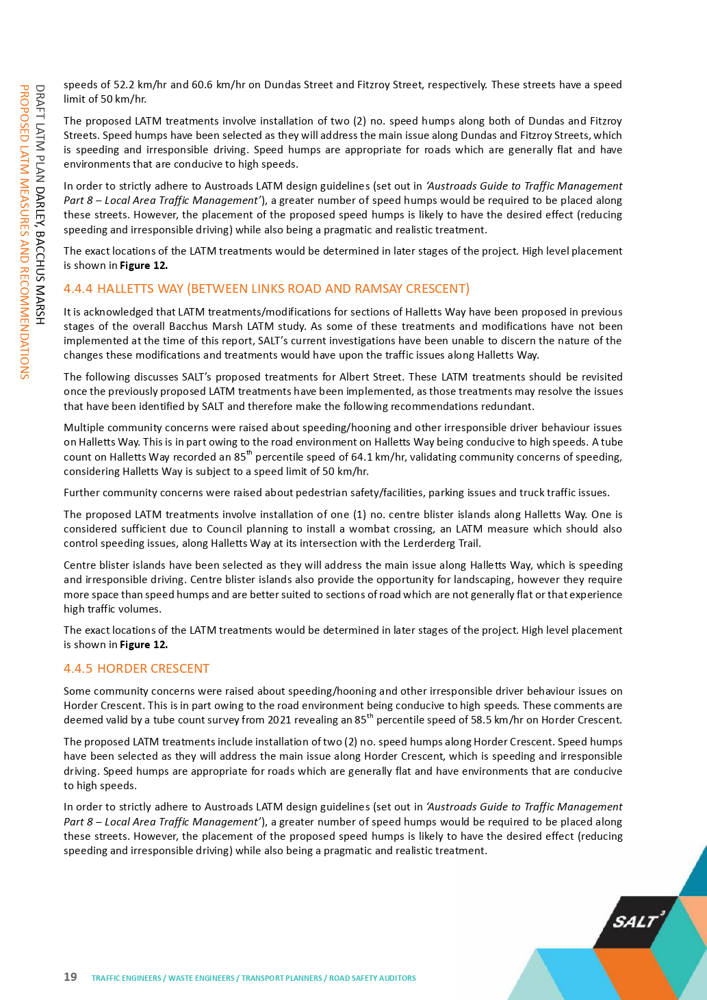 DRAFT LATM PLAN DARLEY, BACCHUS MARSH
PROPOSED LATM MEASURES AND RECOMMENDATIONS
speeds of 52.2 km/hr and 60.6 km/hr on Dundas Street and Fitzroy Street, respectively. These streets have a speed
limit of 50 km/hr.
The proposed LATM treatments involve installation of two (2) no. speed humps along both of Dundas and Fitzroy
Streets. Speed humps have been selected as they will address the main issue along Dundas and Fitzroy Streets, which
is speeding and irresponsible driving. Speed humps are appropriate for roads which are generally flat and have
environments that are conducive to high speeds.
In order to strictly adhere to Austroads LATM design guidelines (set out in ‘Austroads Guide to Traffic Management
Part 8 – Local Area Traffic Management’), a greater number of speed humps would be required to be placed along
these streets. However, the placement of the proposed speed humps is likely to have the desired effect (reducing
speeding and irresponsible driving) while also being a pragmatic and realistic treatment.
The exact locations of the LATM treatments would be determined in later stages of the project. High level placement
is shown in Figure 12.
4.4.4 HALLETTS WAY (BETWEEN LINKS ROAD AND RAMSAY CRESCENT)
It is acknowledged that LATM treatments/modifications for sections of Halletts Way have been proposed in previous
stages of the overall Bacchus Marsh LATM study. As some of these treatments and modifications have not been
implemented at the time of this report, SALT’s current investigations have been unable to discern the nature of the
changes these modifications and treatments would have upon the traffic issues along Halletts Way.
The following discusses SALT’s proposed treatments for Albert Street. These LATM treatments should be revisited
once the previously proposed LATM treatments have been implemented, as those treatments may resolve the issues
that have been identified by SALT and therefore make the following recommendations redundant.
Multiple community concerns were raised about speeding/hooning and other irresponsible driver behaviour issues
on Halletts Way. This is in part owing to the road environment on Halletts Way being conducive to high speeds. A tube
count on Halletts Way recorded an 85th percentile speed of 64.1 km/hr, validating community concerns of speeding,
considering Halletts Way is subject to a speed limit of 50 km/hr.
Further community concerns were raised about pedestrian safety/facilities, parking issues and truck traffic issues.
The proposed LATM treatments involve installation of one (1) no. centre blister islands along Halletts Way. One is
considered sufficient due to Council planning to install a wombat crossing, an LATM measure which should also
control speeding issues, along Halletts Way at its intersection with the Lerderderg Trail.
Centre blister islands have been selected as they will address the main issue along Halletts Way, which is speeding
and irresponsible driving. Centre blister islands also provide the opportunity for landscaping, however they require
more space than speed humps and are better suited to sections of road which are not generally flat or that experience
high traffic volumes.
The exact locations of the LATM treatments would be determined in later stages of the project. High level placement
is shown in Figure 12.
4.4.5 HORDER CRESCENT
Some community concerns were raised about speeding/hooning and other irresponsible driver behaviour issues on
Horder Crescent. This is in part owing to the road environment being conducive to high speeds. These comments are
deemed valid by a tube count survey from 2021 revealing an 85th percentile speed of 58.5 km/hr on Horder Crescent.
The proposed LATM treatments include installation of two (2) no. speed humps along Horder Crescent. Speed humps
have been selected as they will address the main issue along Horder Crescent, which is speeding and irresponsible
driving. Speed humps are appropriate for roads which are generally flat and have environments that are conducive
to high speeds.
In order to strictly adhere to Austroads LATM design guidelines (set out in ‘Austroads Guide to Traffic Management
Part 8 – Local Area Traffic Management’), a greater number of speed humps would be required to be placed along
these streets. However, the placement of the proposed speed humps is likely to have the desired effect (reducing
speeding and irresponsible driving) while also being a pragmatic and realistic treatment.
SALT3
19 TRAFFIC ENGINEERS / WASTE ENGINEERS / TRANSPORT PLANNERS / ROAD SAFETY AUDITORS